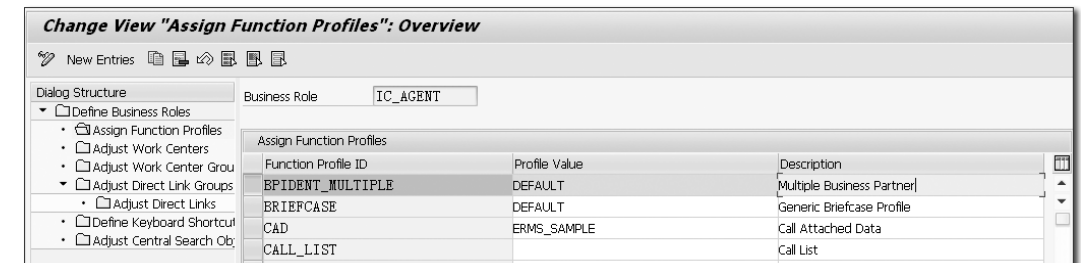 Change View "Assign Function Profiles": Overview
New Entries
Dialog Structure
Define Business Roles
Assign Function Profiles
Adjust Work Centers
Adjust Work Center Grou
Adjust Direct Link Groups
Adjust Direct Links
Define Keyboard Shortcut
Adjust Central Search Ob
Business Role IC_AGENT
Assign Function Profiles
Function Profile ID Profile Value Description
BPIDENT_MULTIPLE DEFAULT Multiple Business Partner
BRIEFCASE DEFAULT Generic Briefcase Profile
CAD ERMS_SAMPLE Call Attached Data
CALL_LIST Call List